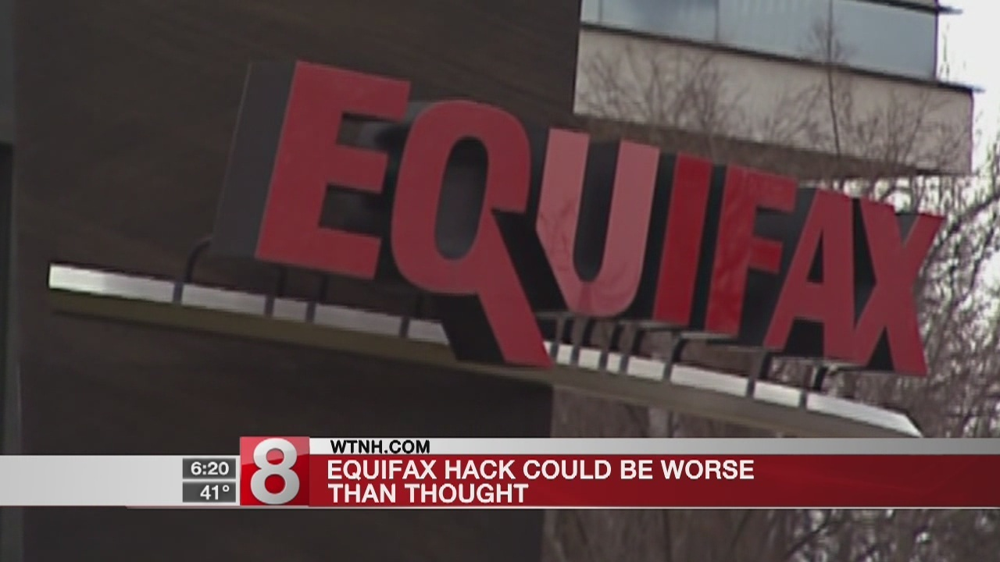 EQUIFAX
WTNH.COM
6:20
8
EQUIFAX HACK COULD BE WORSE
41°
THAN THOUGHT